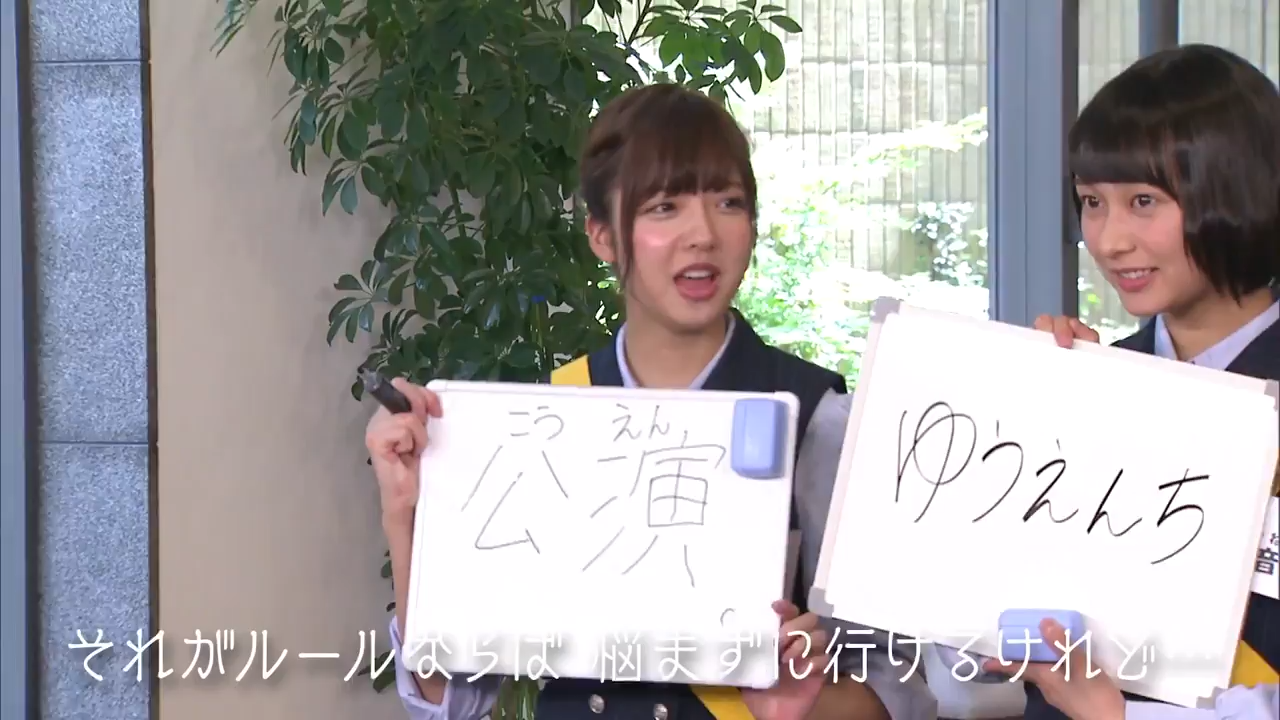 こう えん
公演
ゆうえんち
音
それがルールならば 悩まずに行けるけれど……